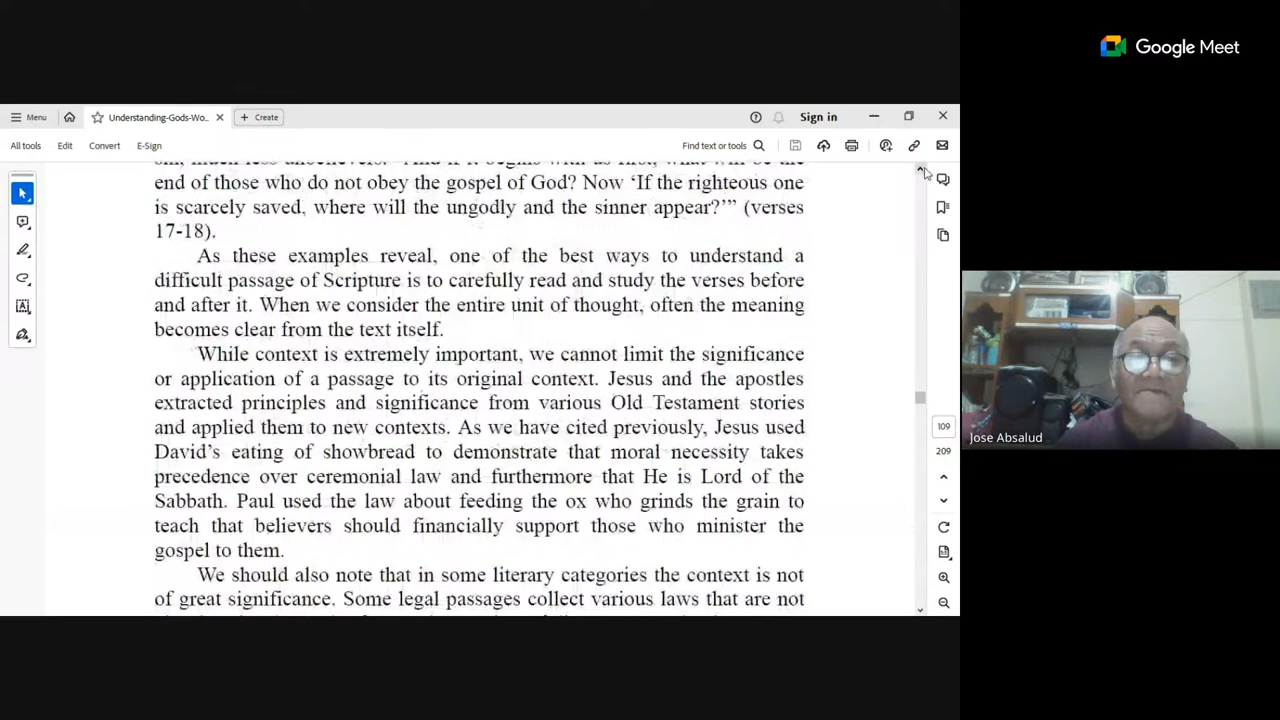 Google Meet
Menu
Understanding-Gods-Wo...
Create
Sign in
All tools
Edit
Convert
E-Sign
Find text or tools
end of those who do not obey the gospel of God? Now ‘If the righteous one
is scarcely saved, where will the ungodly and the sinner appear?’” (verses
17-18).
As these examples reveal, one of the best ways to understand a
difficult passage of Scripture is to carefully read and study the verses before
and after it. When we consider the entire unit of thought, often the meaning
becomes clear from the text itself.
While context is extremely important, we cannot limit the significance
or application of a passage to its original context. Jesus and the apostles
extracted principles and significance from various Old Testament stories
and applied them to new contexts. As we have cited previously, Jesus used
David’s eating of showbread to demonstrate that moral necessity takes
precedence over ceremonial law and furthermore that He is Lord of the
Sabbath. Paul used the law about feeding the ox who grinds the grain to
teach that believers should financially support those who minister the
gospel to them.
We should also note that in some literary categories the context is not
of great significance. Some legal passages collect various laws that are not
109
209
Jose Absalud